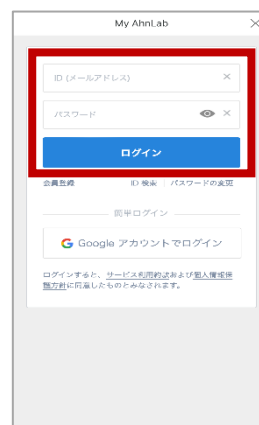 My AhnLab
ID (メールアドレス)
パスワード
ログイン
会員登録 ID 検索 | パスワードの変更
簡単ログイン
Google アカウントでログイン
ログインすると、サービス利用約款および個人情報保
護方針に同意したものとみなされます。